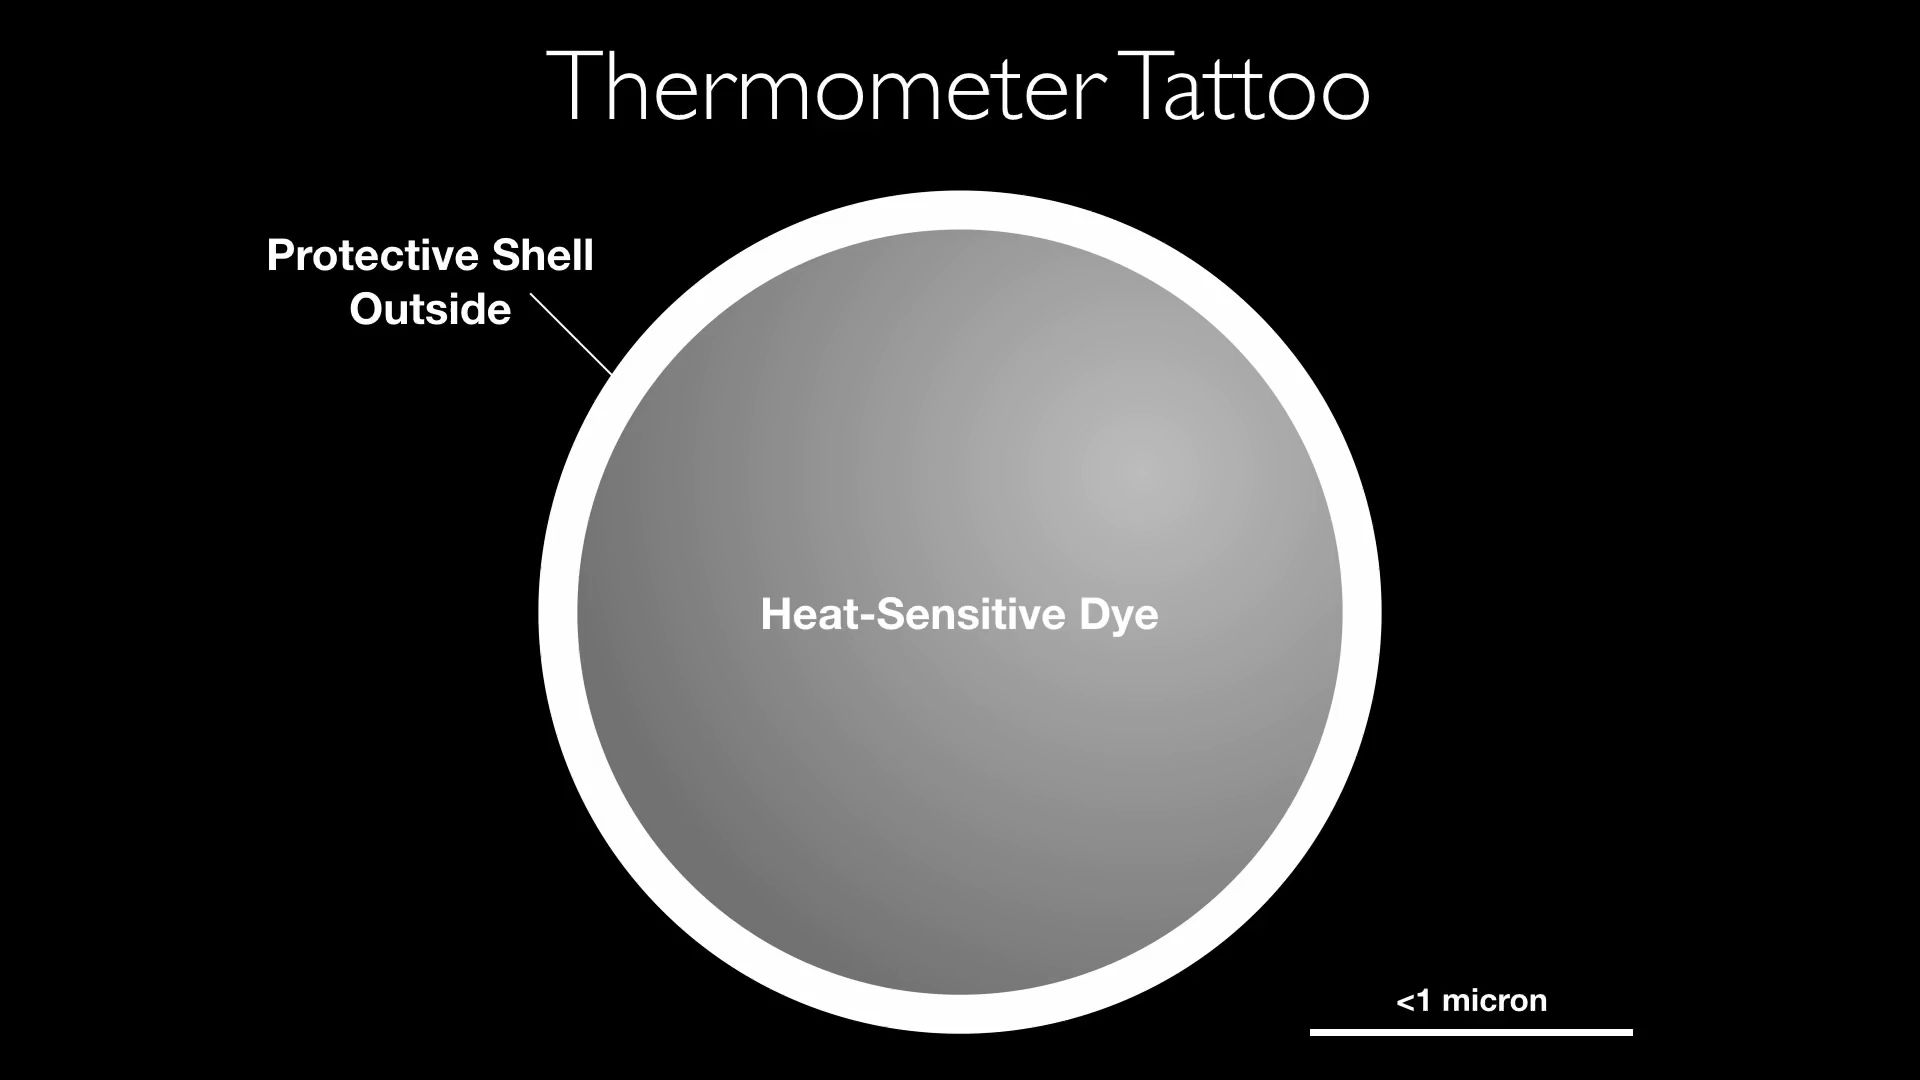 Thermometer Tattoo
Protective Shell
Outside
Heat-Sensitive Dye
<1 micron